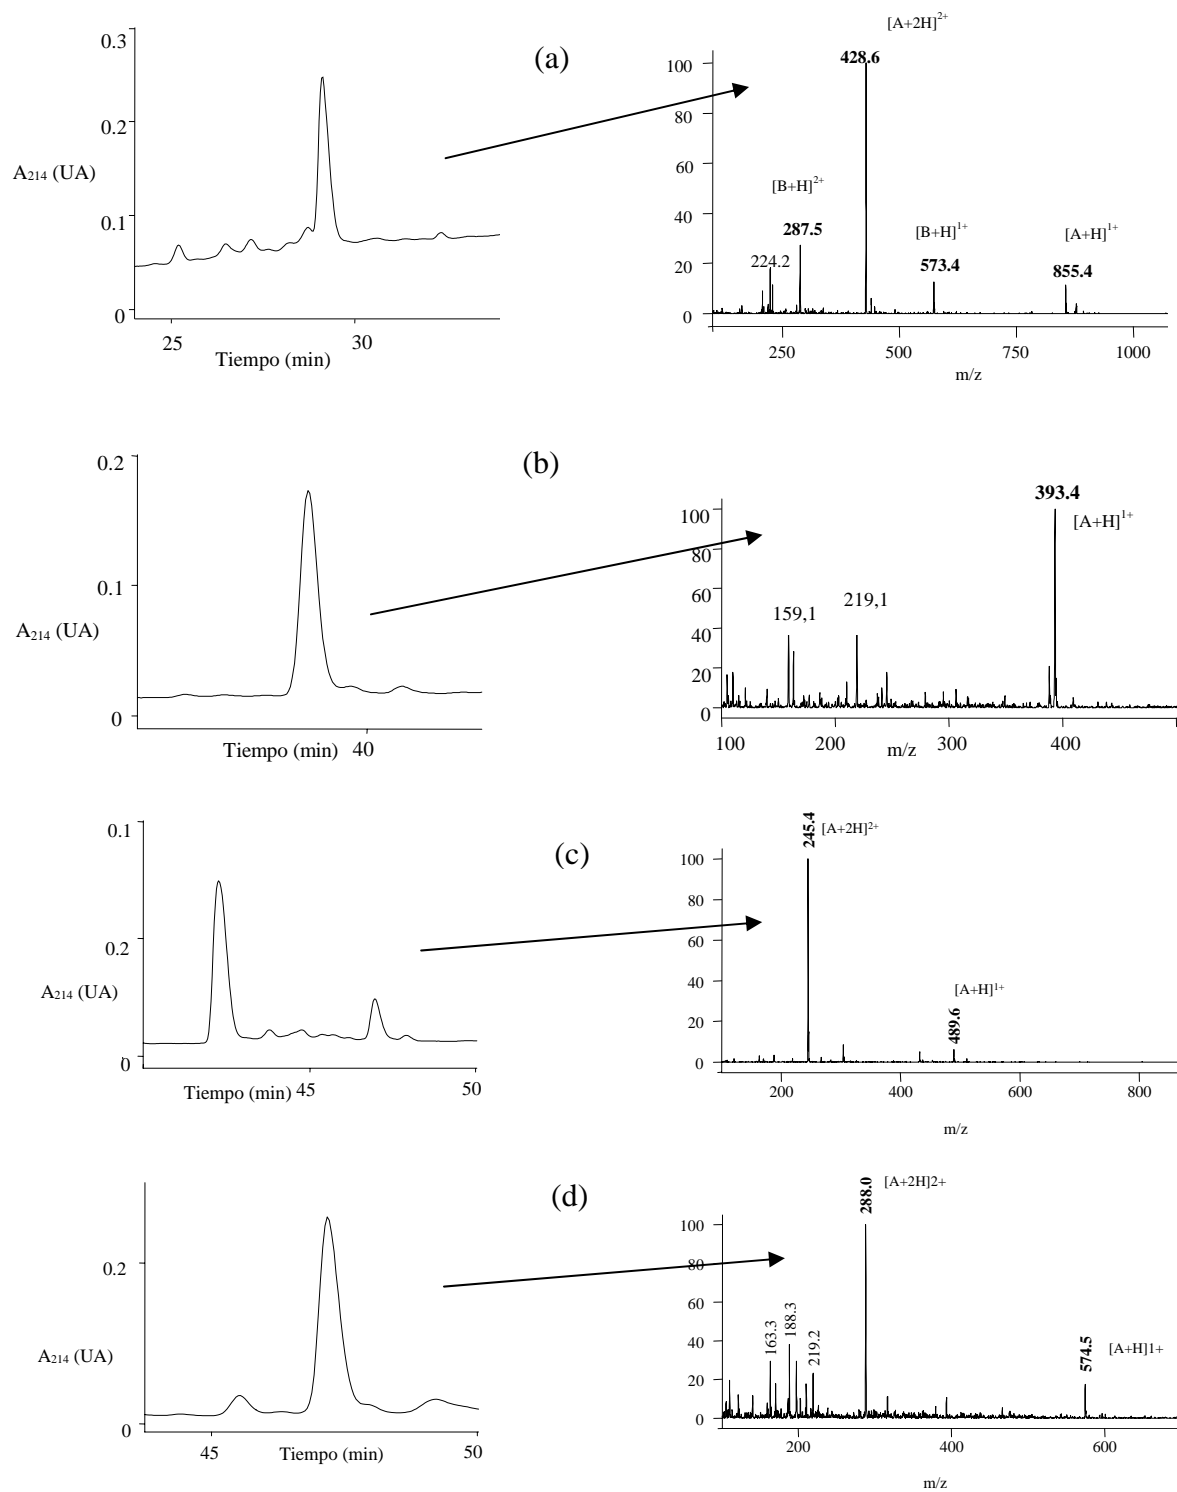 (a)
0.3
0.2
A214 (UA)
0.1
0
25
30
Tiempo (min)
[A+2H]2+
428.6
[B+H]2+
287.5
224.2
[B+H]1+
573.4
[A+H]1+
855.4
100
80
60
40
20
0
250
500
750
1000
m/z
(b)
0.2
0.1
A214 (UA)
0
Tiempo (min)
40
393.4
[A+H]1+
159,1
219,1
100
80
60
40
20
0
100
200
300
400
m/z
(c)
0.1
0.2
A214 (UA)
0
Tiempo (min)
45
50
245.4
[A+2H]2+
[A+H]1+
489.6
100
80
60
40
20
0
200
400
600
800
m/z
(d)
0.2
A214 (UA)
0
45
Tiempo (min)
50
288.0
[A+2H]2+
163.3
188.3
219.2
574.5
[A+H]1+
100
80
60
40
20
0
200
400
600
m/z